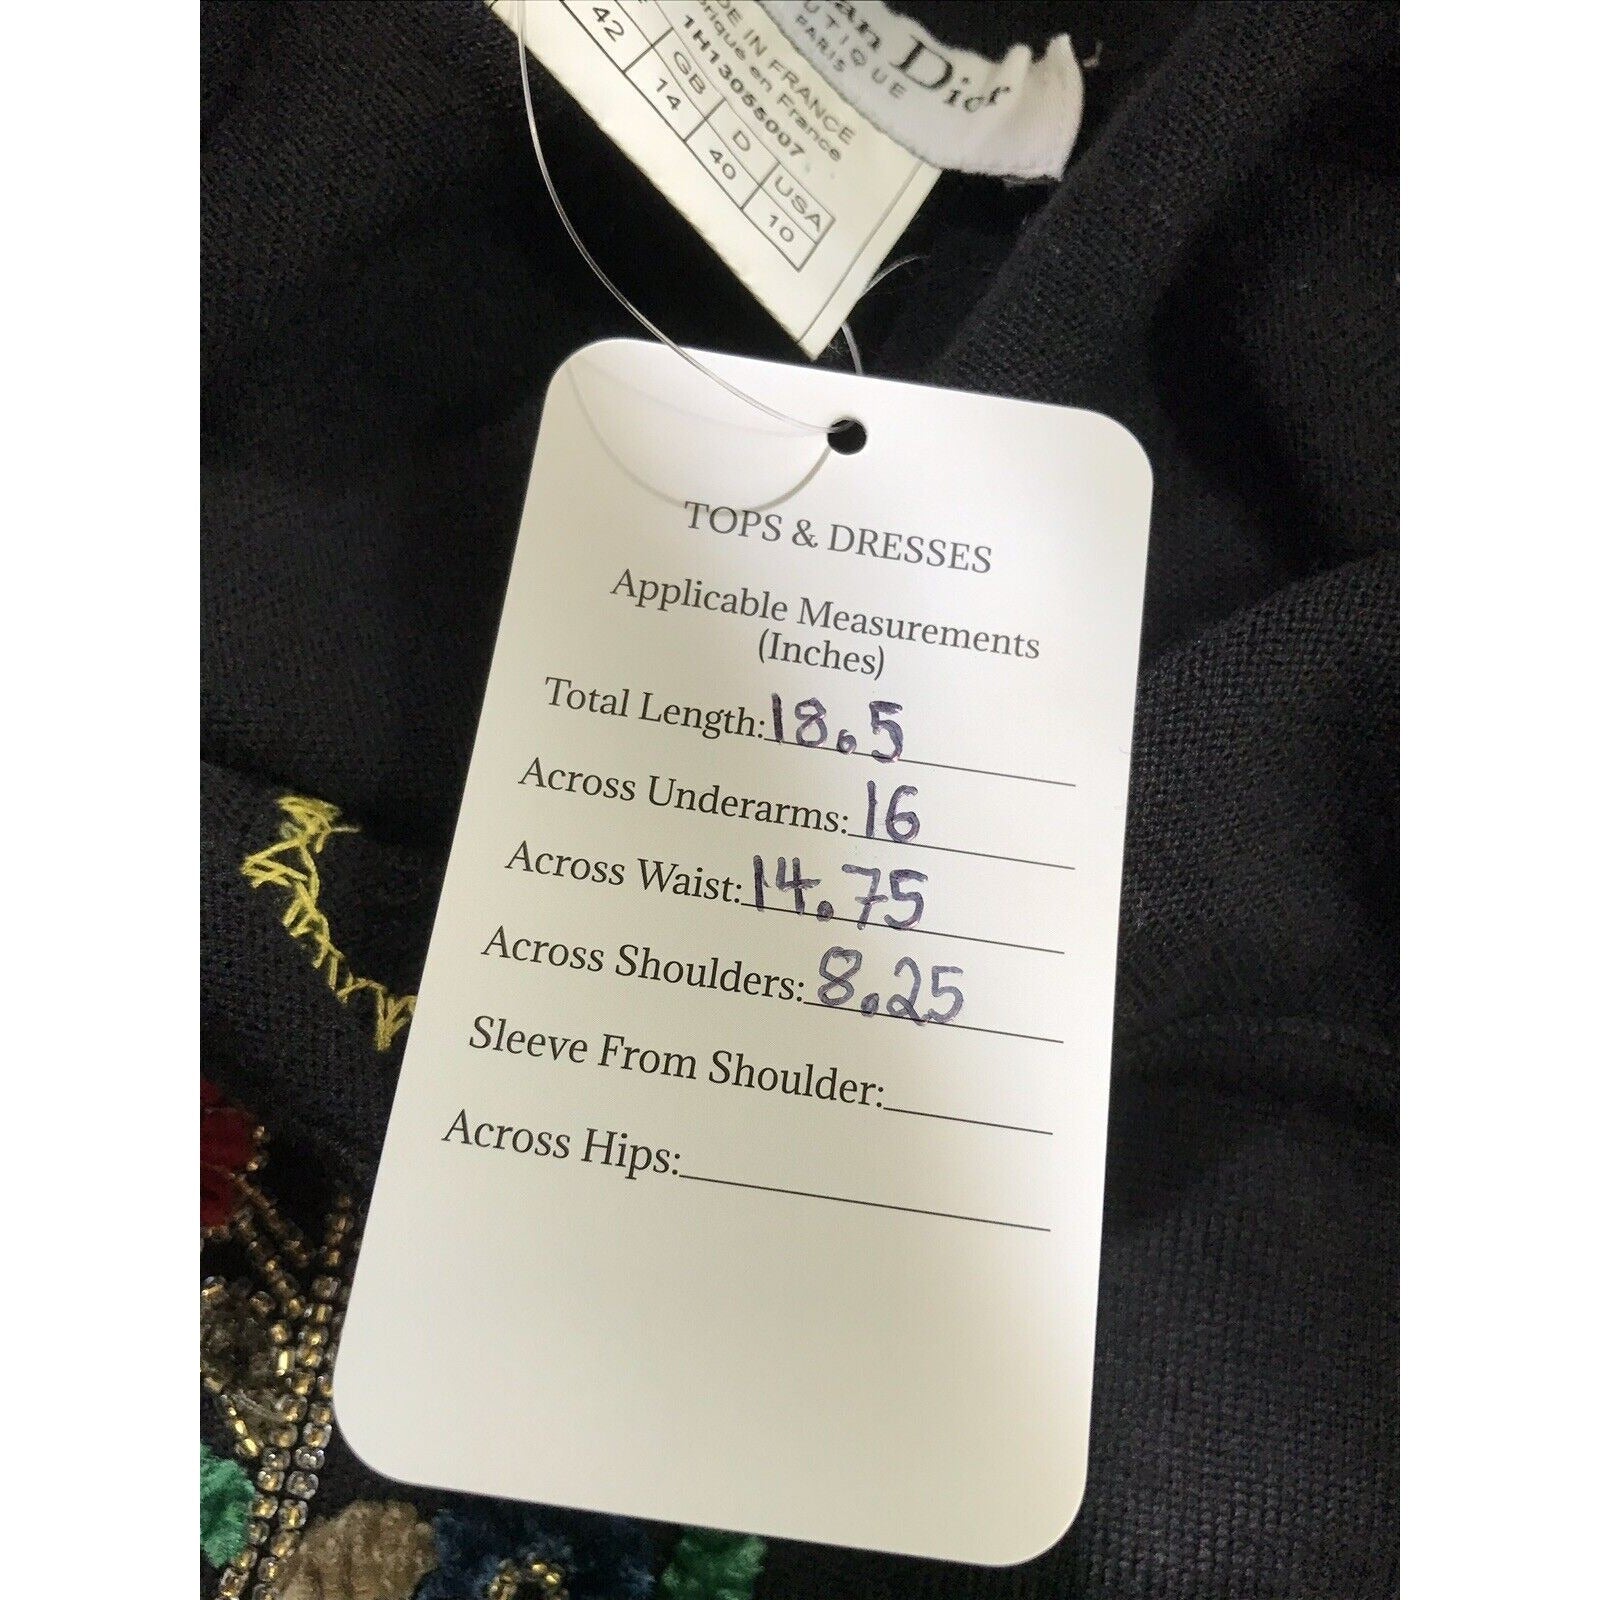 Dior
UTIQUE
PARIS
IN FRANCE
en France
1H13055007
GB D USA
42 14 40 10
TOPS & DRESSES
Applicable Measurements
(Inches)
Total Length: 18.5
Across Underarms: 16
Across Waist: 14.75
Across Shoulders: 8.25
Sleeve From Shoulder:
Across Hips: